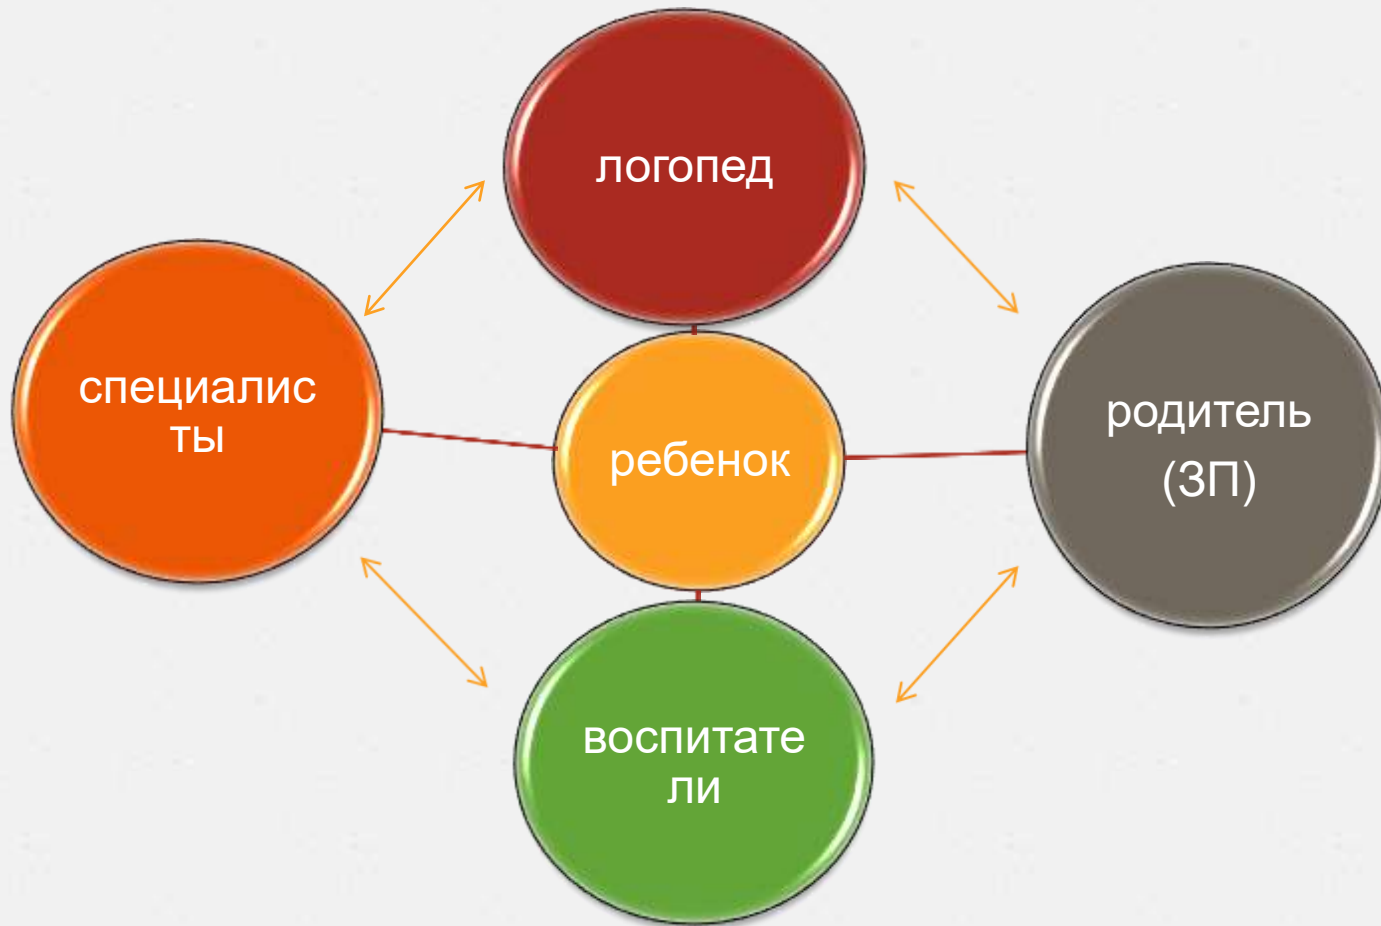 логопед
специалис
ты
ребенок
родитель
(ЗП)
воспитате
ли